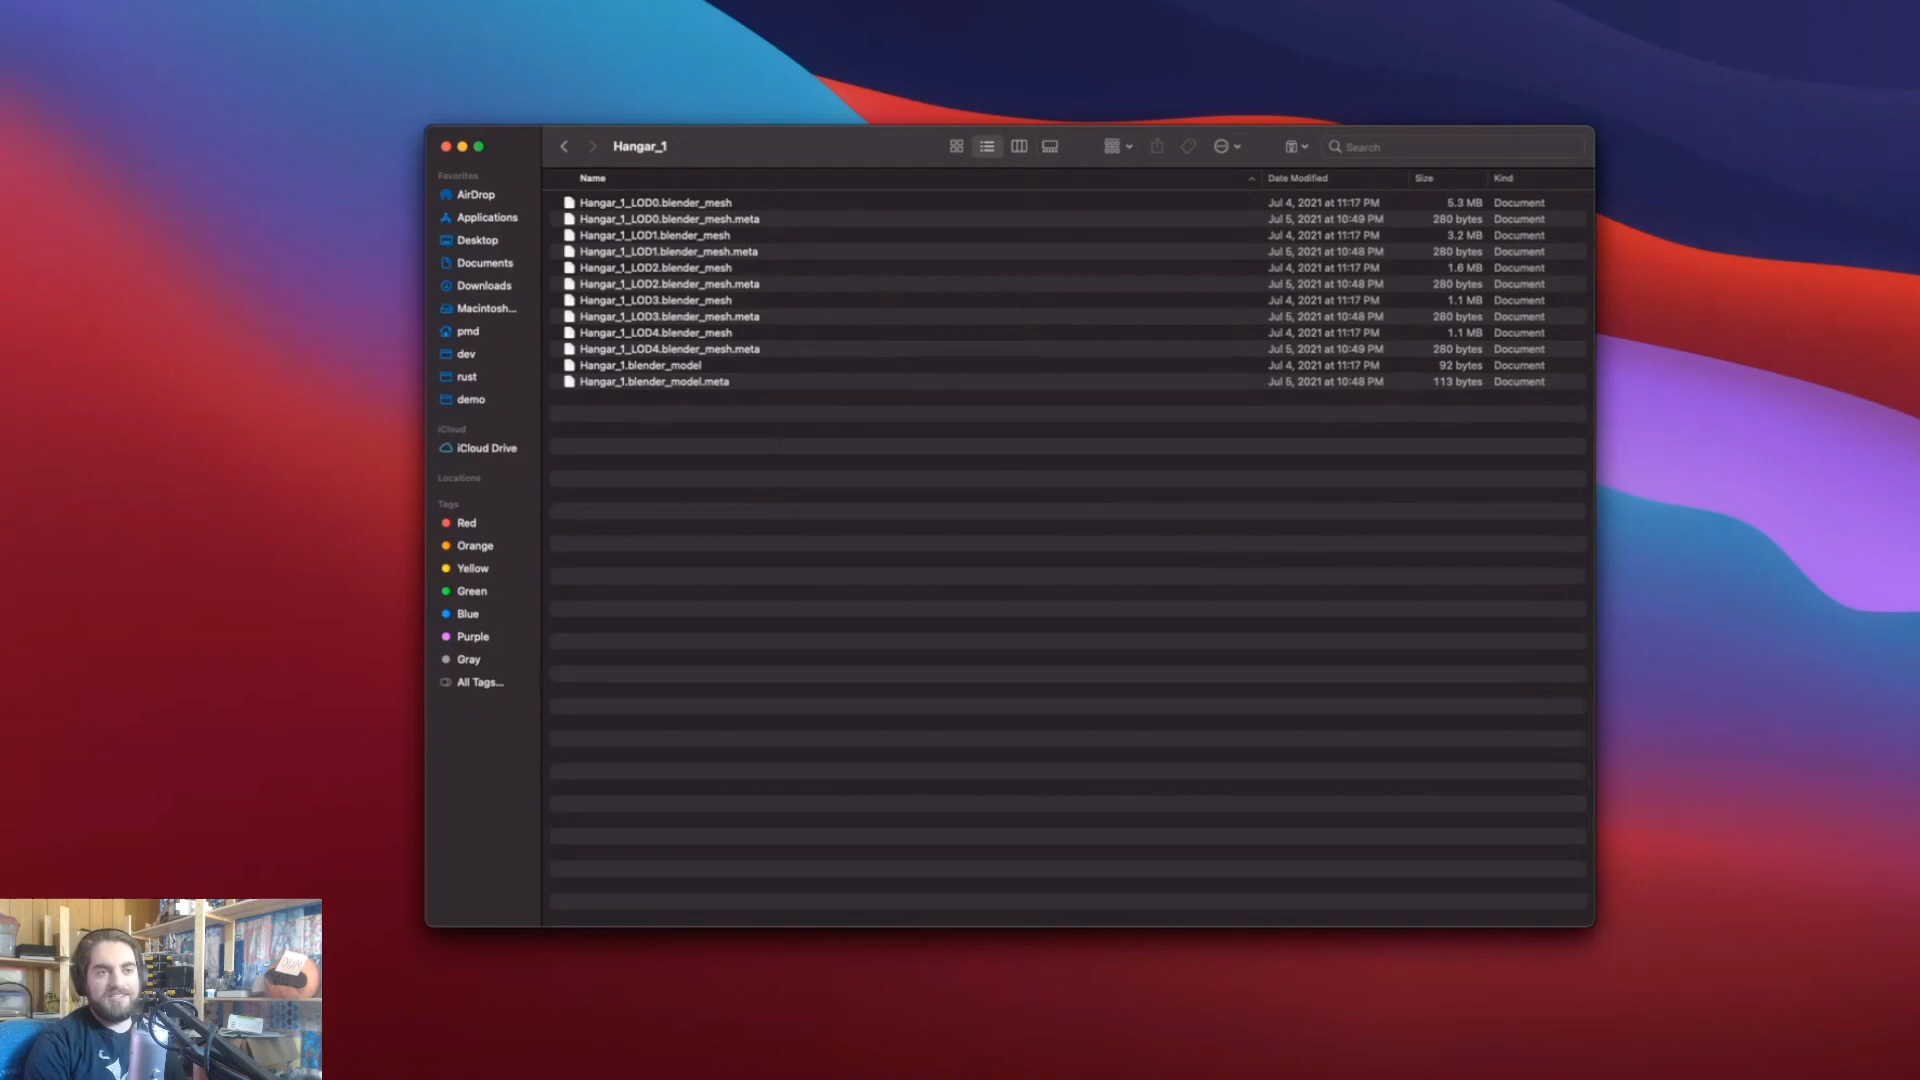 Hangar_1
Search
Favorites
AirDrop
Applications
Desktop
Documents
Downloads
Macintosh...
pmd
dev
rust
demo
iCloud
iCloud Drive
Locations
Tags
Red
Orange
Yellow
Green
Blue
Purple
Gray
All Tags...
Name Date Modified Size Kind
Hangar_1_LOD0.blender_mesh Jul 4, 2021 at 11:17 PM 5.3 MB Document
Hangar_1_LOD0.blender_mesh.meta Jul 5, 2021 at 10:49 PM 280 bytes Document
Hangar_1_LOD1.blender_mesh Jul 4, 2021 at 11:17 PM 3.2 MB Document
Hangar_1_LOD1.blender_mesh.meta Jul 5, 2021 at 10:48 PM 280 bytes Document
Hangar_1_LOD2.blender_mesh Jul 4, 2021 at 11:17 PM 1.6 MB Document
Hangar_1_LOD2.blender_mesh.meta Jul 5, 2021 at 10:48 PM 280 bytes Document
Hangar_1_LOD3.blender_mesh Jul 4, 2021 at 11:17 PM 1.1 MB Document
Hangar_1_LOD3.blender_mesh.meta Jul 5, 2021 at 10:48 PM 280 bytes Document
Hangar_1_LOD4.blender_mesh Jul 4, 2021 at 11:17 PM 1.1 MB Document
Hangar_1_LOD4.blender_mesh.meta Jul 5, 2021 at 10:49 PM 280 bytes Document
Hangar_1.blender_model Jul 4, 2021 at 11:17 PM 92 bytes Document
Hangar_1.blender_model.meta Jul 5, 2021 at 10:48 PM 113 bytes Document